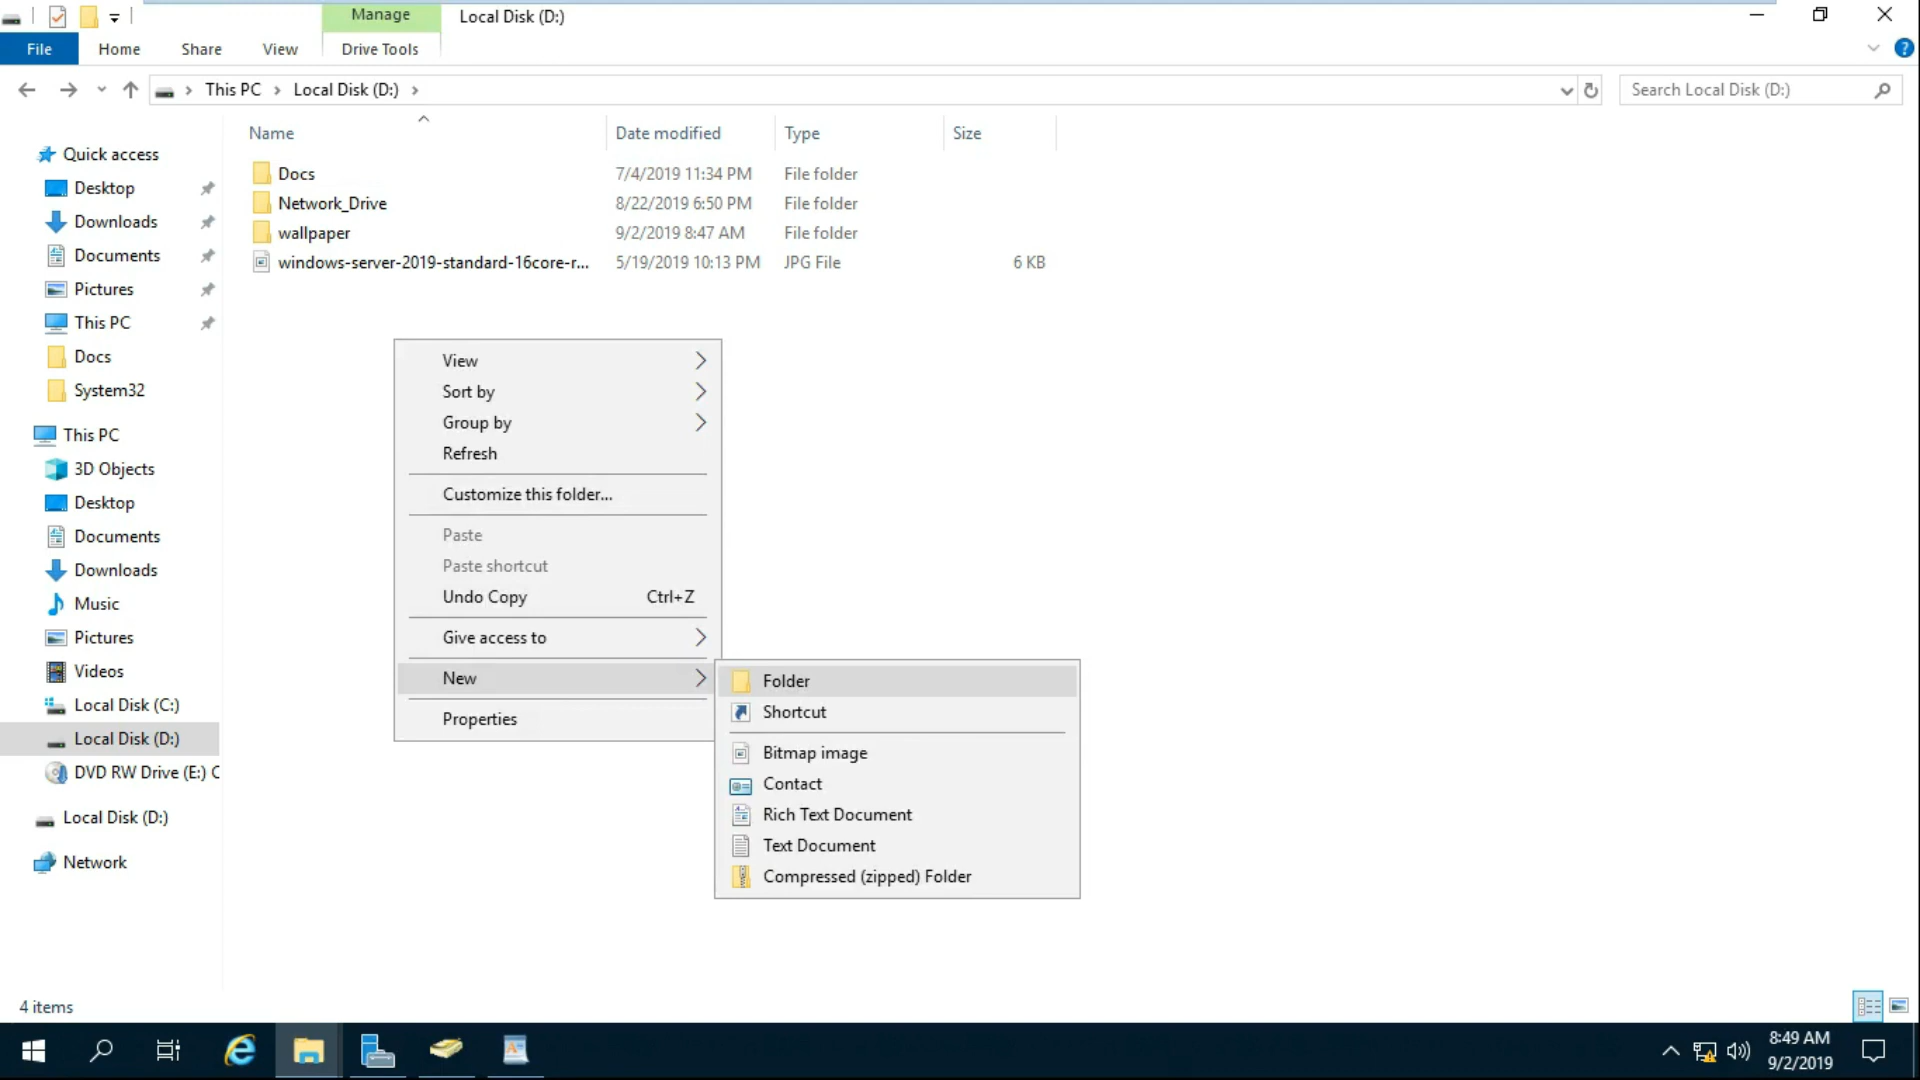 Manage
Local Disk (D:)
File
Home
Share
View
Drive Tools
This PC
Local Disk (D:)
Search Local Disk (D:)
Name
Date modified
Type
Size
Docs
7/4/2019 11:34 PM
File folder
Network_Drive
8/22/2019 6:50 PM
File folder
wallpaper
9/2/2019 8:47 AM
File folder
windows-server-2019-standard-16core-r...
5/19/2019 10:13 PM
JPG File
6 KB
Quick access
Desktop
Downloads
Documents
Pictures
This PC
Docs
System32
This PC
3D Objects
Desktop
Documents
Downloads
Music
Pictures
Videos
Local Disk (C:)
Local Disk (D:)
DVD RW Drive (E:) C
Local Disk (D:)
Network
View
Sort by
Group by
Refresh
Customize this folder...
Paste
Paste shortcut
Undo Copy
Ctrl+Z
Give access to
New
Properties
Folder
Shortcut
Bitmap image
Contact
Rich Text Document
Text Document
Compressed (zipped) Folder
4 items
8:49 AM
9/2/2019